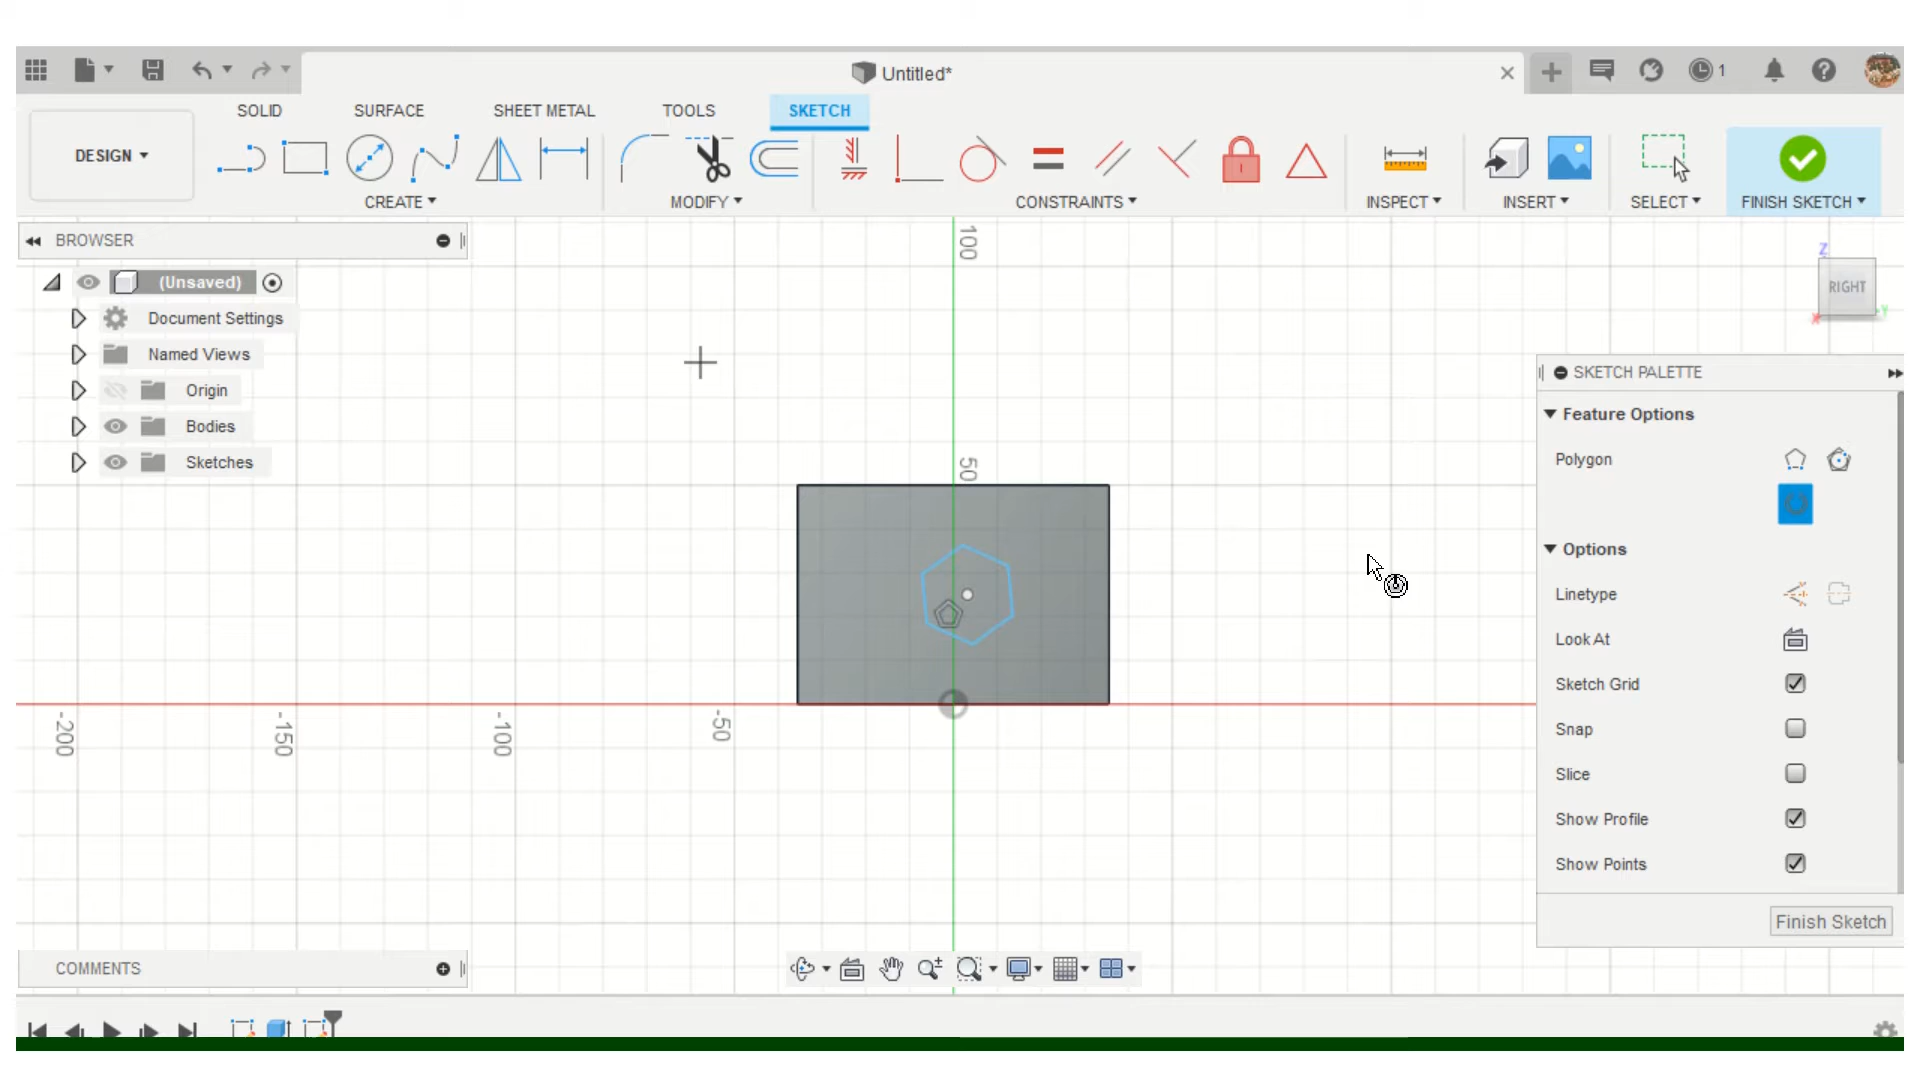 Untitled*
1
SOLID
SURFACE
SHEET METAL
TOOLS
SKETCH
DESIGN
CREATE
MODIFY
CONSTRAINTS
INSPECT
INSERT
SELECT
FINISH SKETCH
BROWSER
(Unsaved)
Document Settings
Named Views
Origin
Bodies
Sketches
100
50
-200
-150
-100
-50
Z
RIGHT
X
Y
SKETCH PALETTE
Feature Options
Polygon
Options
Linetype
Look At
Sketch Grid
Snap
Slice
Show Profile
Show Points
Finish Sketch
COMMENTS